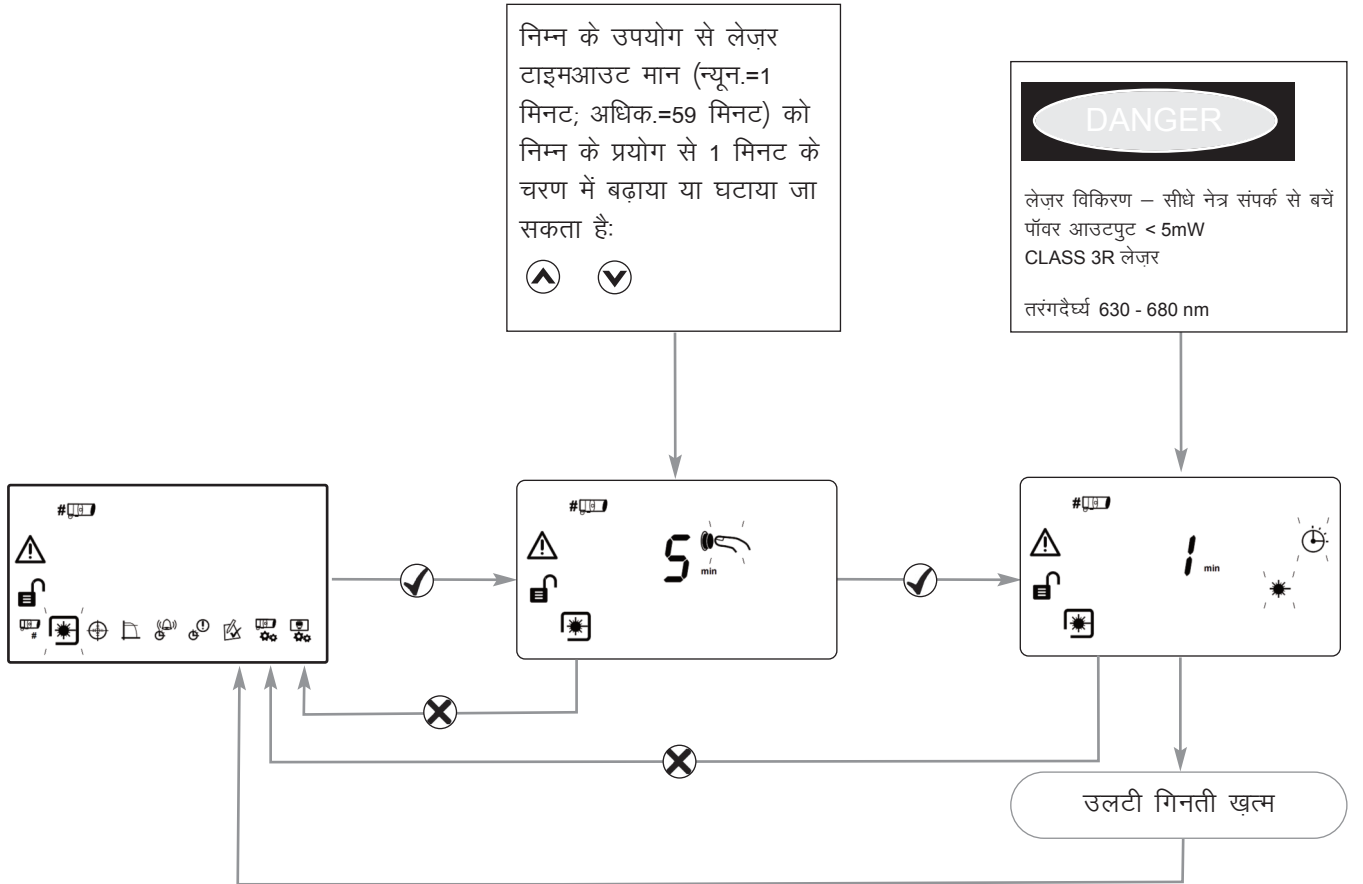 निम्न के उपयोग से लेज़र
टाइमआउट मान (न्यून.=1
मिनट; अधिक.=59 मिनट) को
निम्न के प्रयोग से 1 मिनट के
चरण में बढ़ाया या घटाया जा
सकता है:
DANGER
लेज़र विकिरण – सीधे नेत्र संपर्क से बचें
पॉवर आउटपुट < 5mW
CLASS 3R लेज़र
तरंगदैर्घ्य 630 - 680 nm
#
#
5 min
#
1 min
#
उलटी गिनती ख़त्म